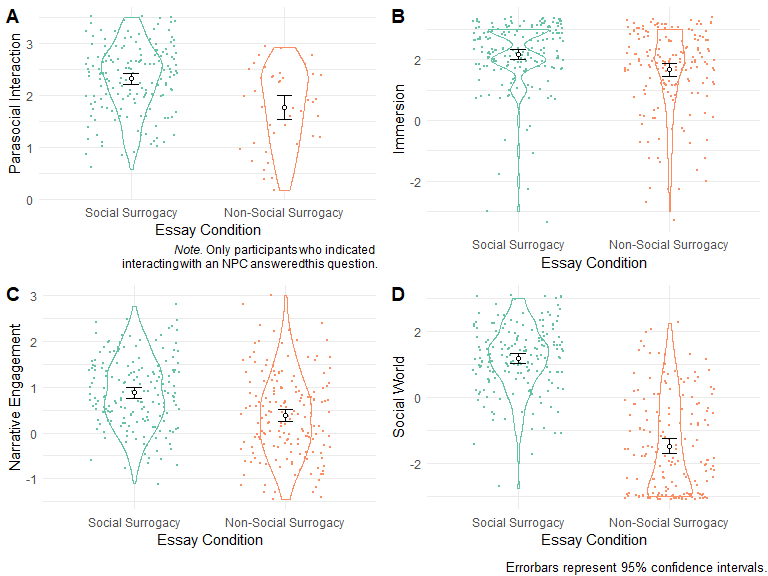 A
Parasocial Interaction
3
2
1
0
Social Surrogacy Non-Social Surrogacy
Essay Condition
Note. Only participants who indicated
interacting with an NPC answered this question.
B
Immersion
2
0
-2
Social Surrogacy Non-Social Surrogacy
Essay Condition
C
Narrative Engagement
3
2
1
0
-1
Social Surrogacy Non-Social Surrogacy
Essay Condition
D
Social World
2
0
-2
Social Surrogacy Non-Social Surrogacy
Essay Condition
Errorbars represent 95% confidence intervals.